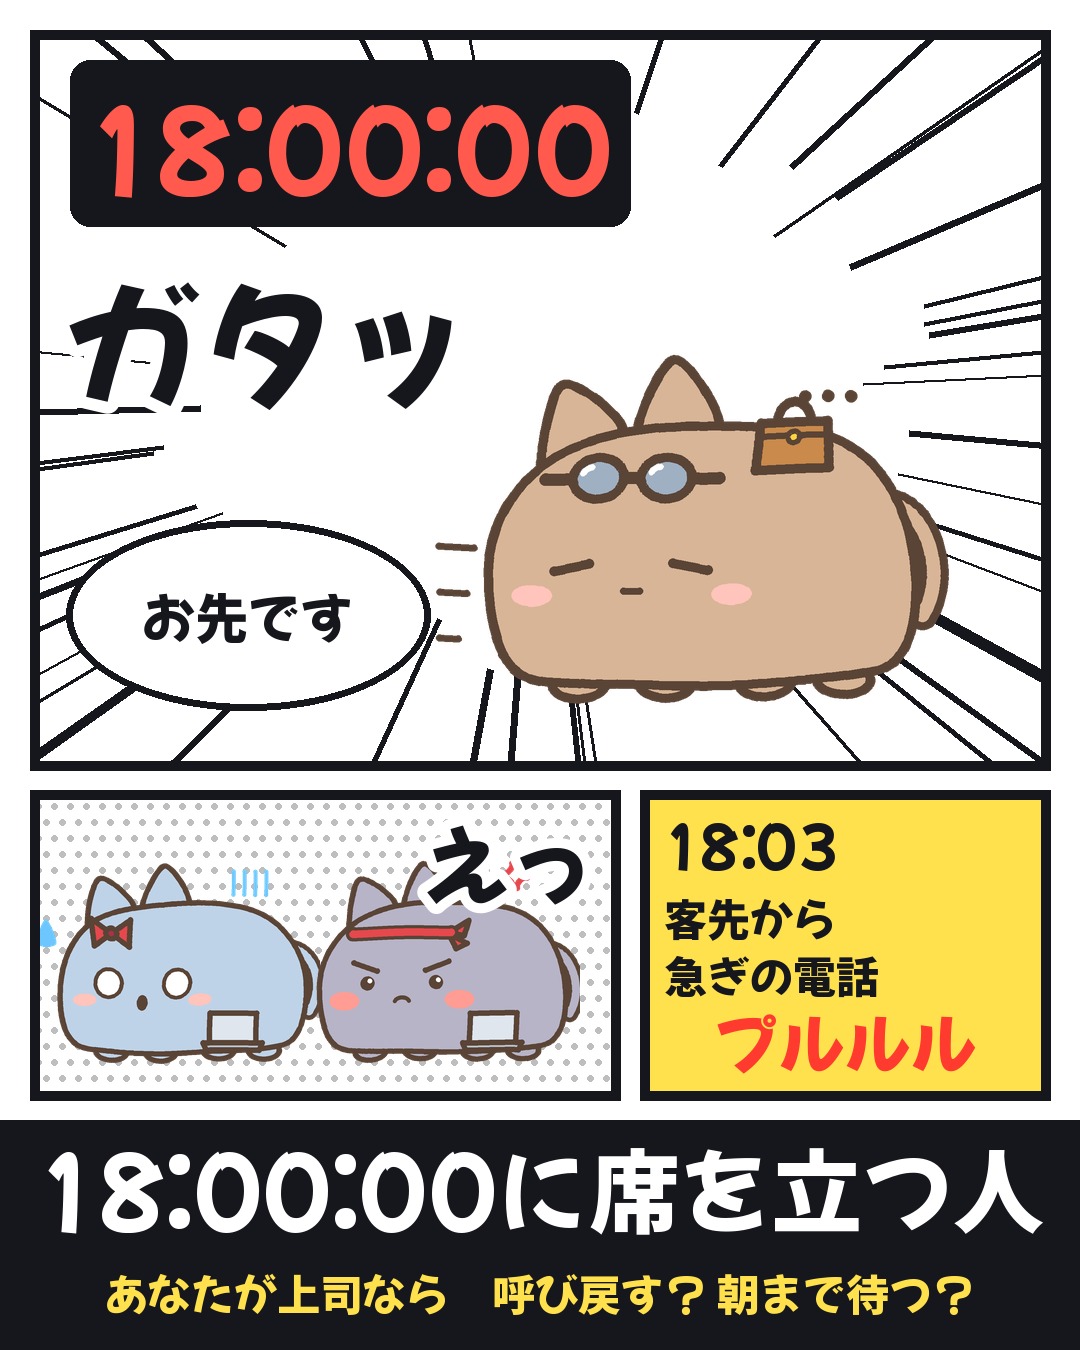 18:00:00
ガタッ
お先です
えっ
18:03
客先から
急ぎの電話
プルルル
18:00:00に席を立つ人
あなたが上司なら　呼び戻す？朝まで待つ？